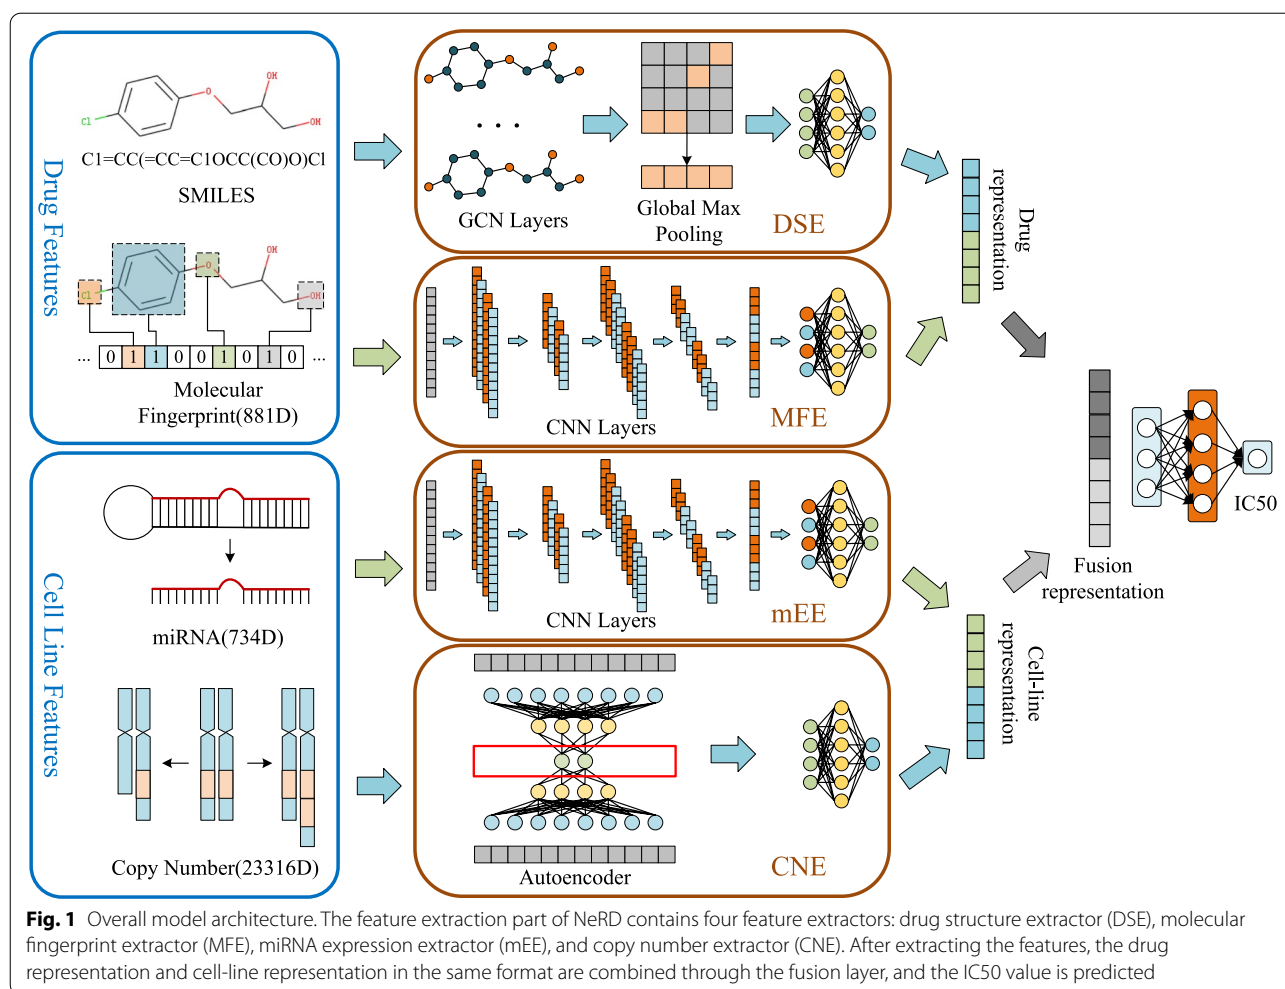 Drug Features
Cl
O
OH
OH
C1=CC(=CC=C1OCC(CO)O)Cl
SMILES
Cl
O
OH
OH
... 0 1 1 0 0 1 0 1 0 ...
Molecular
Fingerprint(881D)
Cell Line Features
miRNA(734D)
Copy Number(23316D)
. . .
GCN Layers
Global Max
Pooling
DSE
CNN Layers
MFE
CNN Layers
mEE
Autoencoder
CNE
Drug
representation
Cell-line
representation
Fusion
representation
IC50
Fig. 1 Overall model architecture. The feature extraction part of NeRD contains four feature extractors: drug structure extractor (DSE), molecular
fingerprint extractor (MFE), miRNA expression extractor (mEE), and copy number extractor (CNE). After extracting the features, the drug
representation and cell-line representation in the same format are combined through the fusion layer, and the IC50 value is predicted